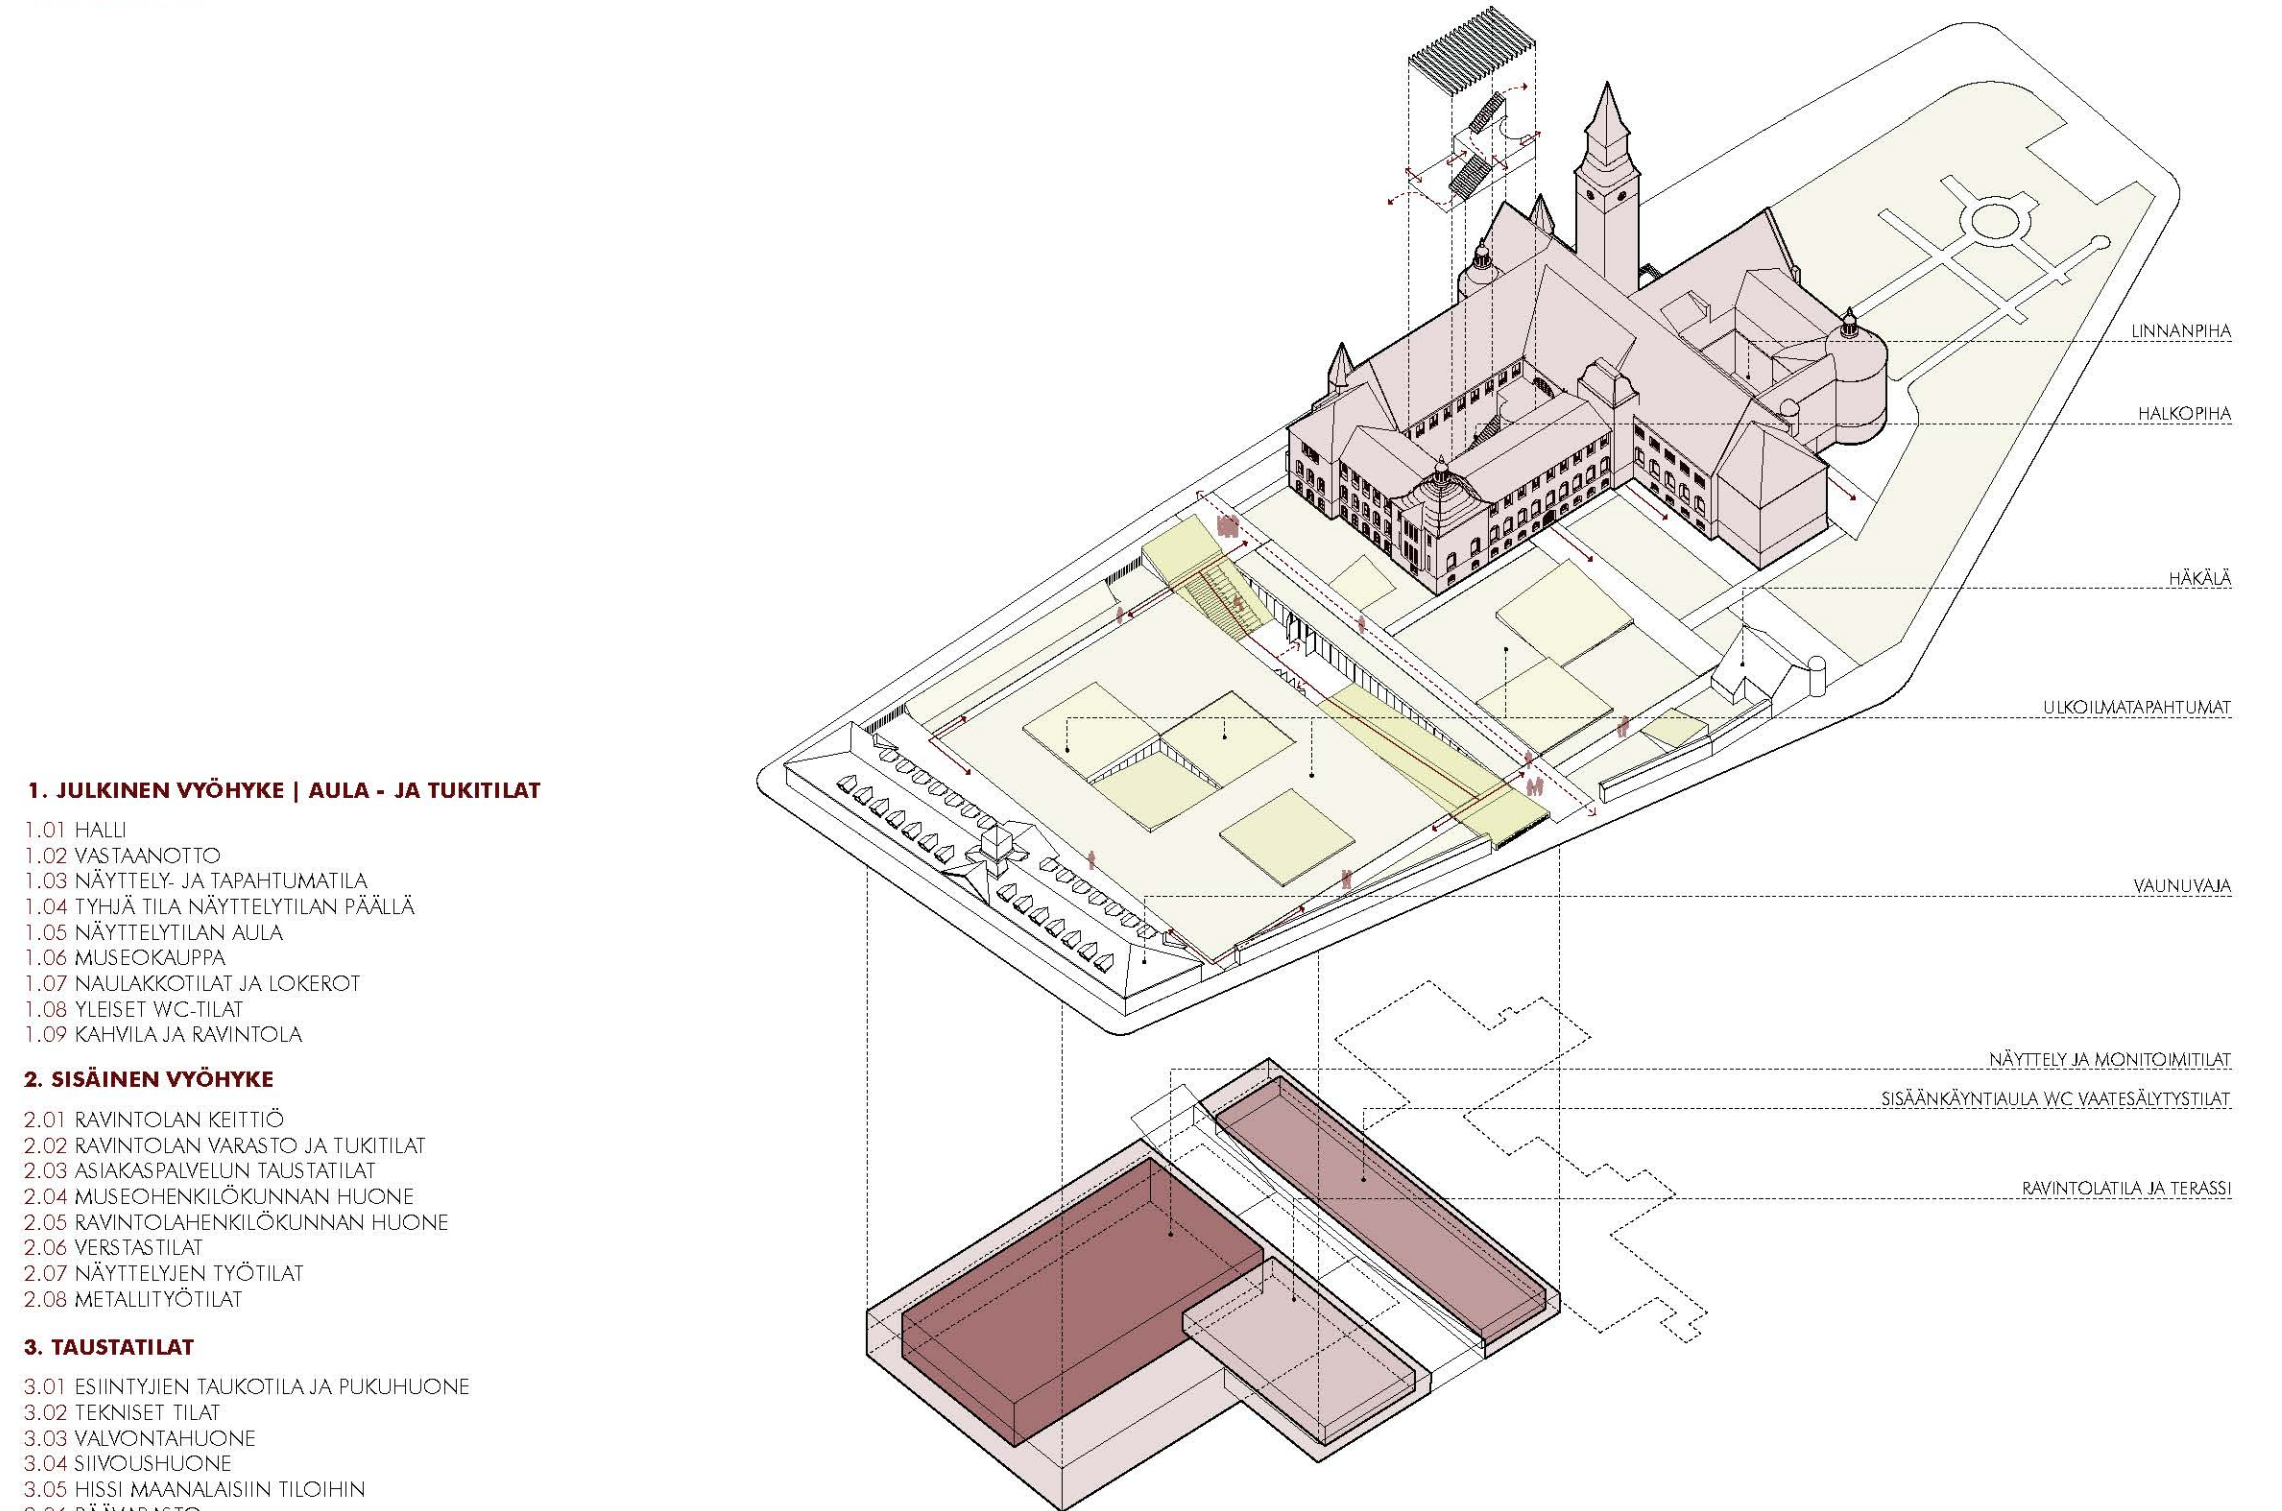 1. JULKINEN VYÖHYKE | AULA - JA TUKITILAT
1.01 HALLI
1.02 VASTAANOTTO
1.03 NÄYTTELY- JA TAPAHTUMATILA
1.04 TYHJÄ TILA NÄYTTELYTILAN PÄÄLLÄ
1.05 NÄYTTELYTILAN AULA
1.06 MUSEOKAUPPA
1.07 NAULAKKOTILAT JA LOKEROT
1.08 YLEISET WC-TILAT
1.09 KAHVILA JA RAVINTOLA
2. SISÄINEN VYÖHYKE
2.01 RAVINTOLAN KEITTIÖ
2.02 RAVINTOLAN VARASTO JA TUKITILAT
2.03 ASIAKASPALVELUN TAUSTATILAT
2.04 MUSEOHENKILÖKUNNAN HUONE
2.05 RAVINTOLAHENKILÖKUNNAN HUONE
2.06 VERSTASTILAT
2.07 NÄYTTELYJEN TYÖTILAT
2.08 METALLITYÖTILAT
3. TAUSTATILAT
3.01 ESIINTYJIEN TAUKOTILA JA PUKUHUONE
3.02 TEKNISET TILAT
3.03 VALVONTAHUONE
3.04 SIIVOUSHUONE
3.05 HISSI MAANALAISIIN TILOIHIN
LINNANPIHA
HALKOPIHA
HÄKÄLÄ
ULKOILMATAPAHTUMAT
VAUNUVAJA
NÄYTTELY JA MONITOIMITILAT
SISÄÄNKÄYNTIAULA WC VAATESÄLYTYSTILAT
RAVINTOLATILA JA TERASSI